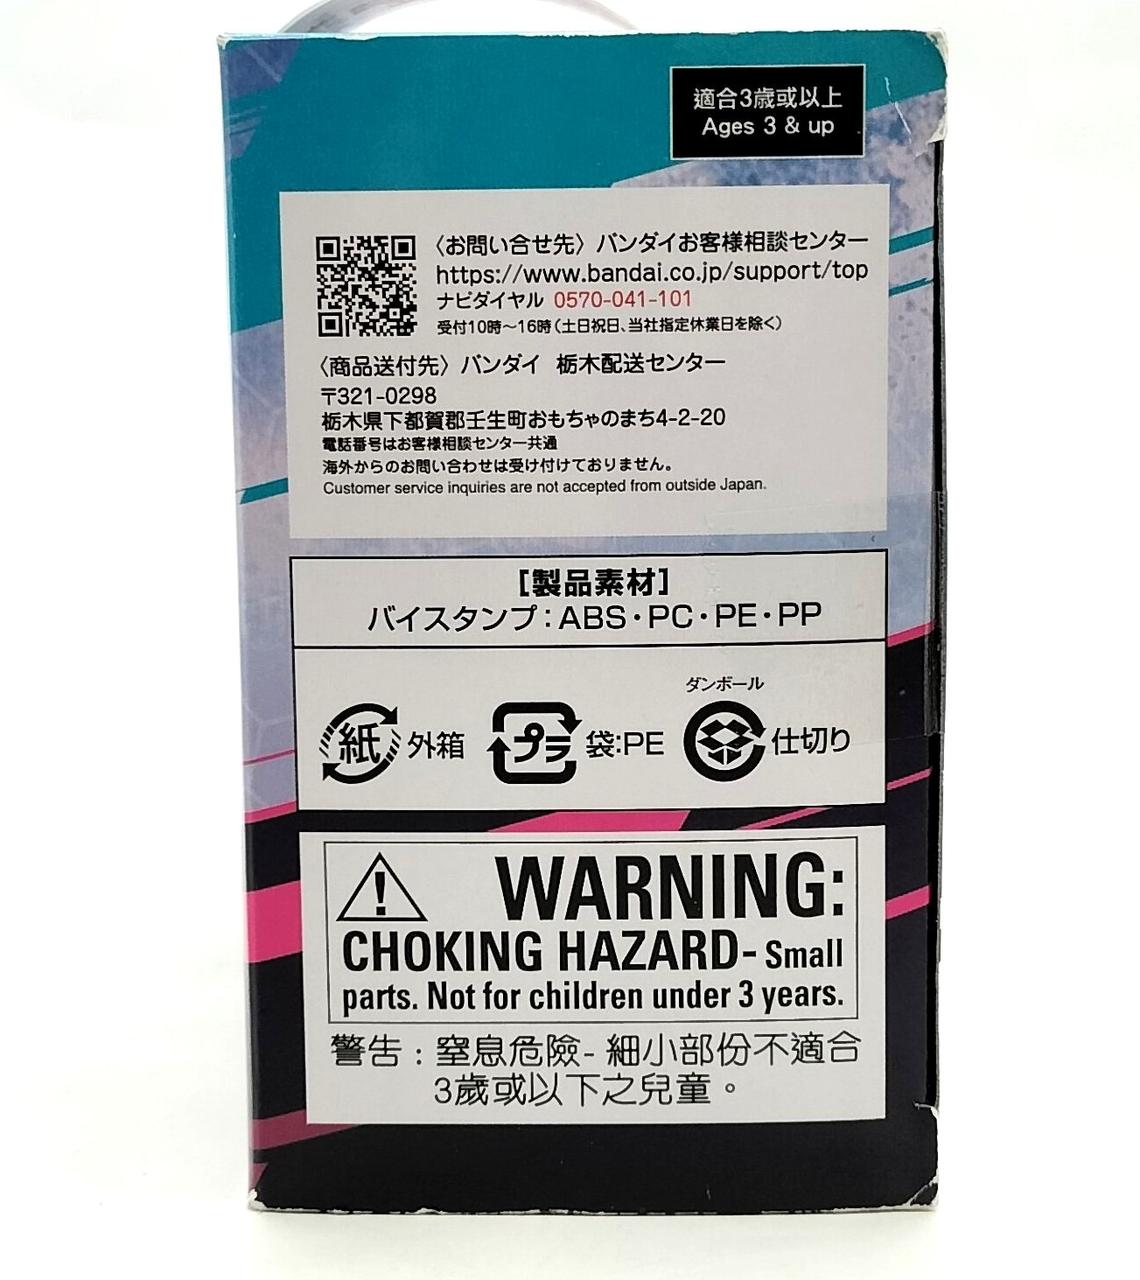 適合3歲或以上
Ages 3 & up
〈お問い合せ先〉バンダイお客様相談センター
https://www.bandai.co.jp/support/top
ナビダイヤル 0570-041-101
受付10時～16時（土日祝日、当社指定休業日を除く）
〈商品送付先〉バンダイ 栃木配送センター
〒321-0298
栃木県下都賀郡壬生町おもちゃのまち4-2-20
電話番号はお客様相談センター共通
海外からのお問い合わせは受け付けておりません。
Customer service inquiries are not accepted from outside Japan.
［製品素材］
バイスタンプ：ABS・PC・PE・PP
ダンボール
紙 外箱 プラ 袋:PE 仕切り
WARNING:
CHOKING HAZARD- Small
parts. Not for children under 3 years.
警告：窒息危險- 細小部份不適合
3歲或以下之兒童。